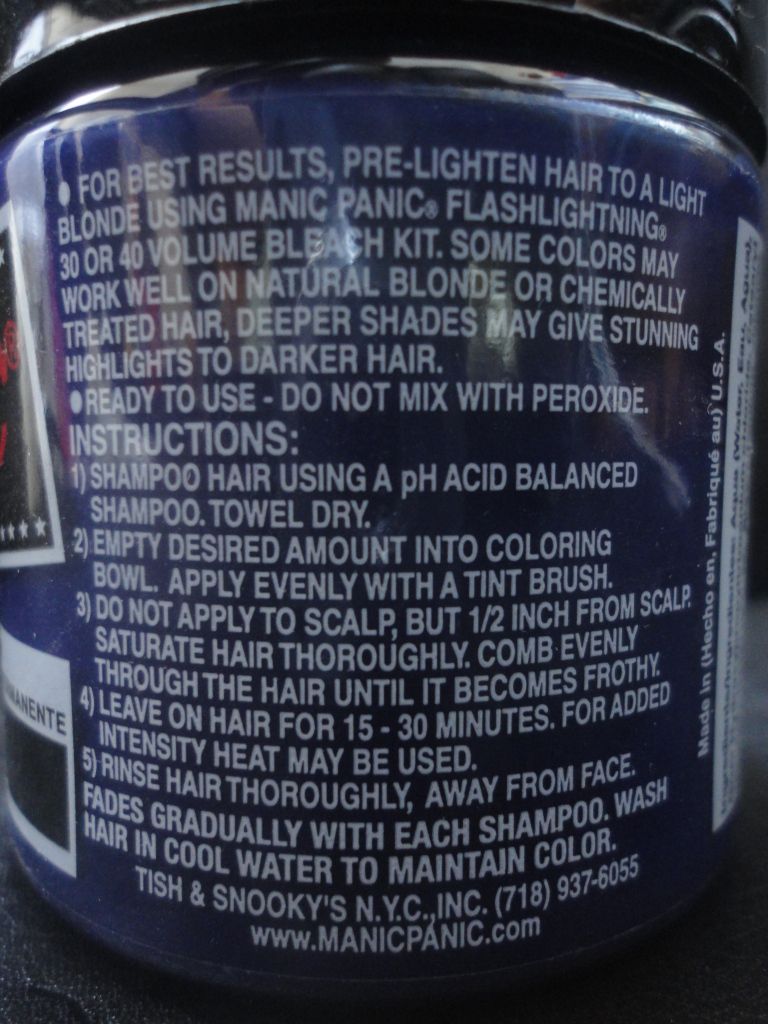 • FOR BEST RESULTS, PRE-LIGHTEN HAIR TO A LIGHT
BLONDE USING MANIC PANIC® FLASHLIGHTNING®
30 OR 40 VOLUME BLEACH KIT. SOME COLORS MAY
WORK WELL ON NATURAL BLONDE OR CHEMICALLY
TREATED HAIR, DEEPER SHADES MAY GIVE STUNNING
HIGHLIGHTS TO DARKER HAIR.
• READY TO USE - DO NOT MIX WITH PEROXIDE.
INSTRUCTIONS:
1) SHAMPOO HAIR USING A pH ACID BALANCED
SHAMPOO. TOWEL DRY.
2) EMPTY DESIRED AMOUNT INTO COLORING
BOWL. APPLY EVENLY WITH A TINT BRUSH.
3) DO NOT APPLY TO SCALP, BUT 1/2 INCH FROM SCALP.
SATURATE HAIR THOROUGHLY. COMB EVENLY
THROUGH THE HAIR UNTIL IT BECOMES FROTHY.
4) LEAVE ON HAIR FOR 15 - 30 MINUTES. FOR ADDED
INTENSITY HEAT MAY BE USED.
5) RINSE HAIR THOROUGHLY, AWAY FROM FACE.
FADES GRADUALLY WITH EACH SHAMPOO. WASH
HAIR IN COOL WATER TO MAINTAIN COLOR.
TISH & SNOOKY'S N.Y.C.,INC. (718) 937-6055
www.MANICPANIC.com
Made in (Hecho en, Fabriqué au) U.S.A.
Aqua (Water, Eau, Agua)
MANENTE